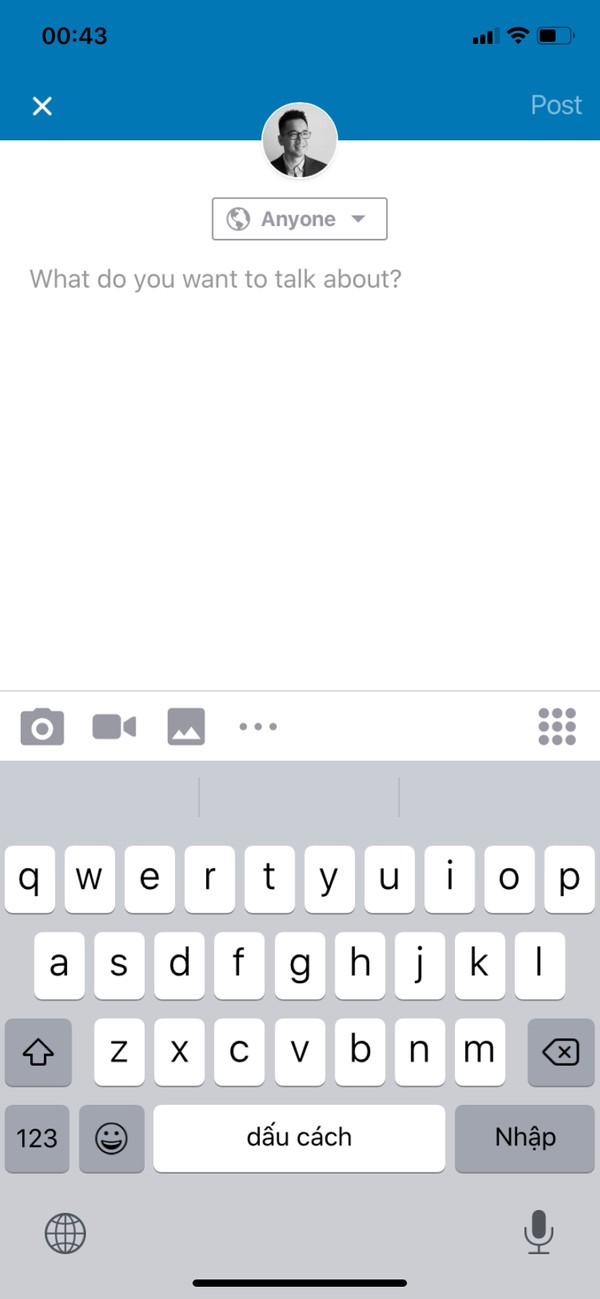 00:43
Post
Anyone
What do you want to talk about?
q w e r t y u i o p
a s d f g h j k l
z x c v b n m
123 dấu cách Nhập